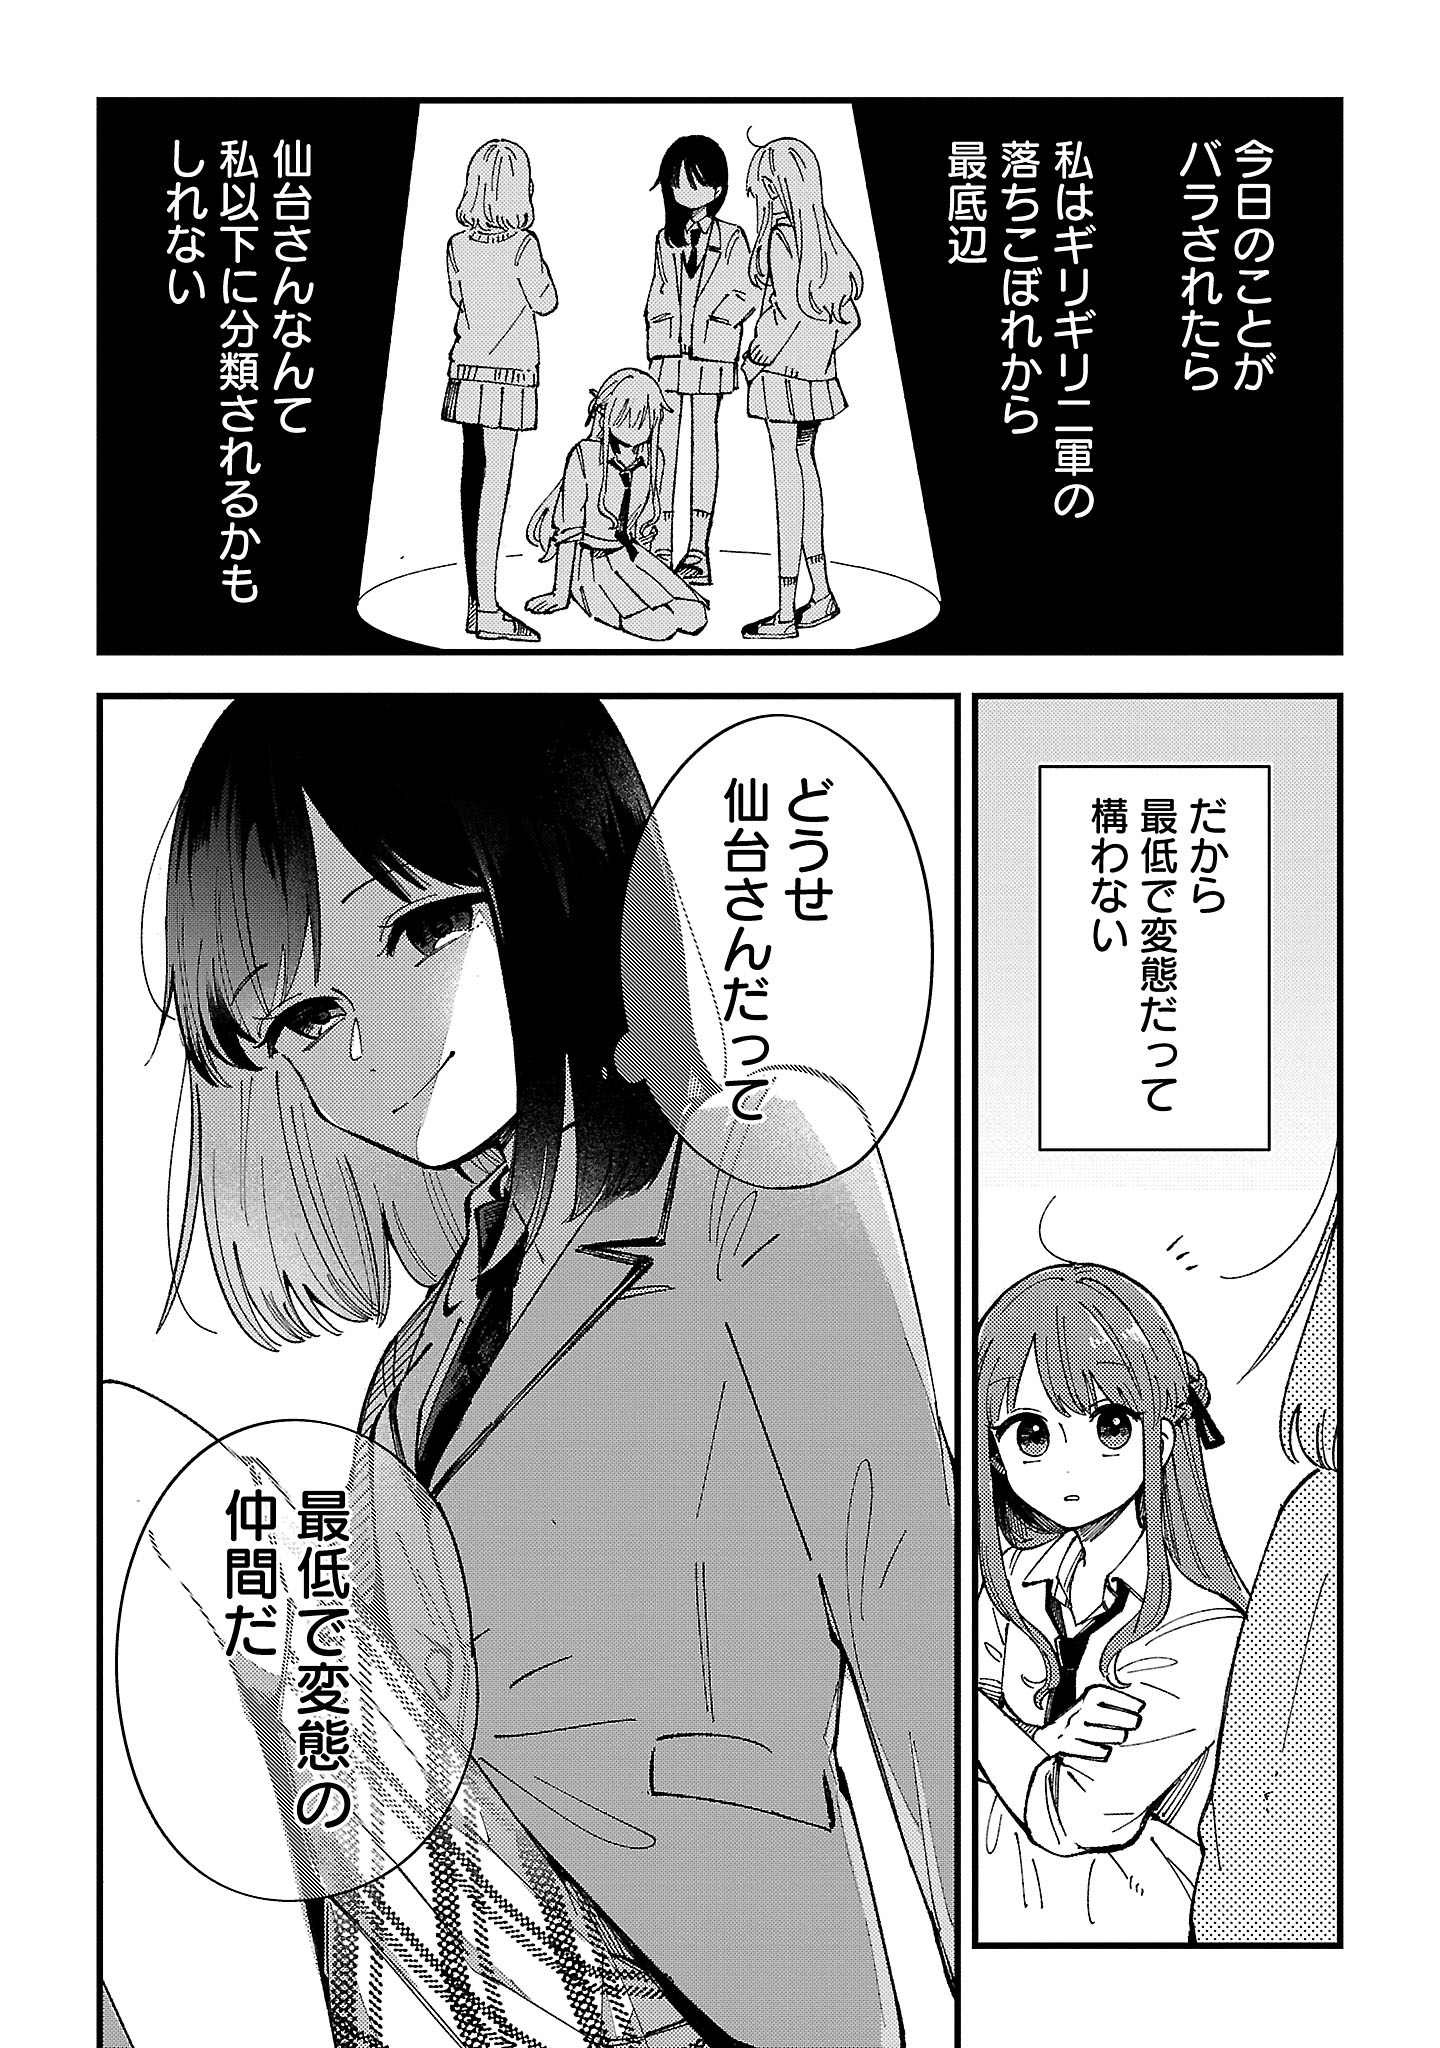 今日のことが
バラされたら
私はギリギリ二軍の
落ちこぼれから
最底辺
仙台さんなんて
私以下に分類されるかも
しれない
だから
最低で変態だって
構わない
どうせ
仙台さんだって
最低で変態の
仲間だ